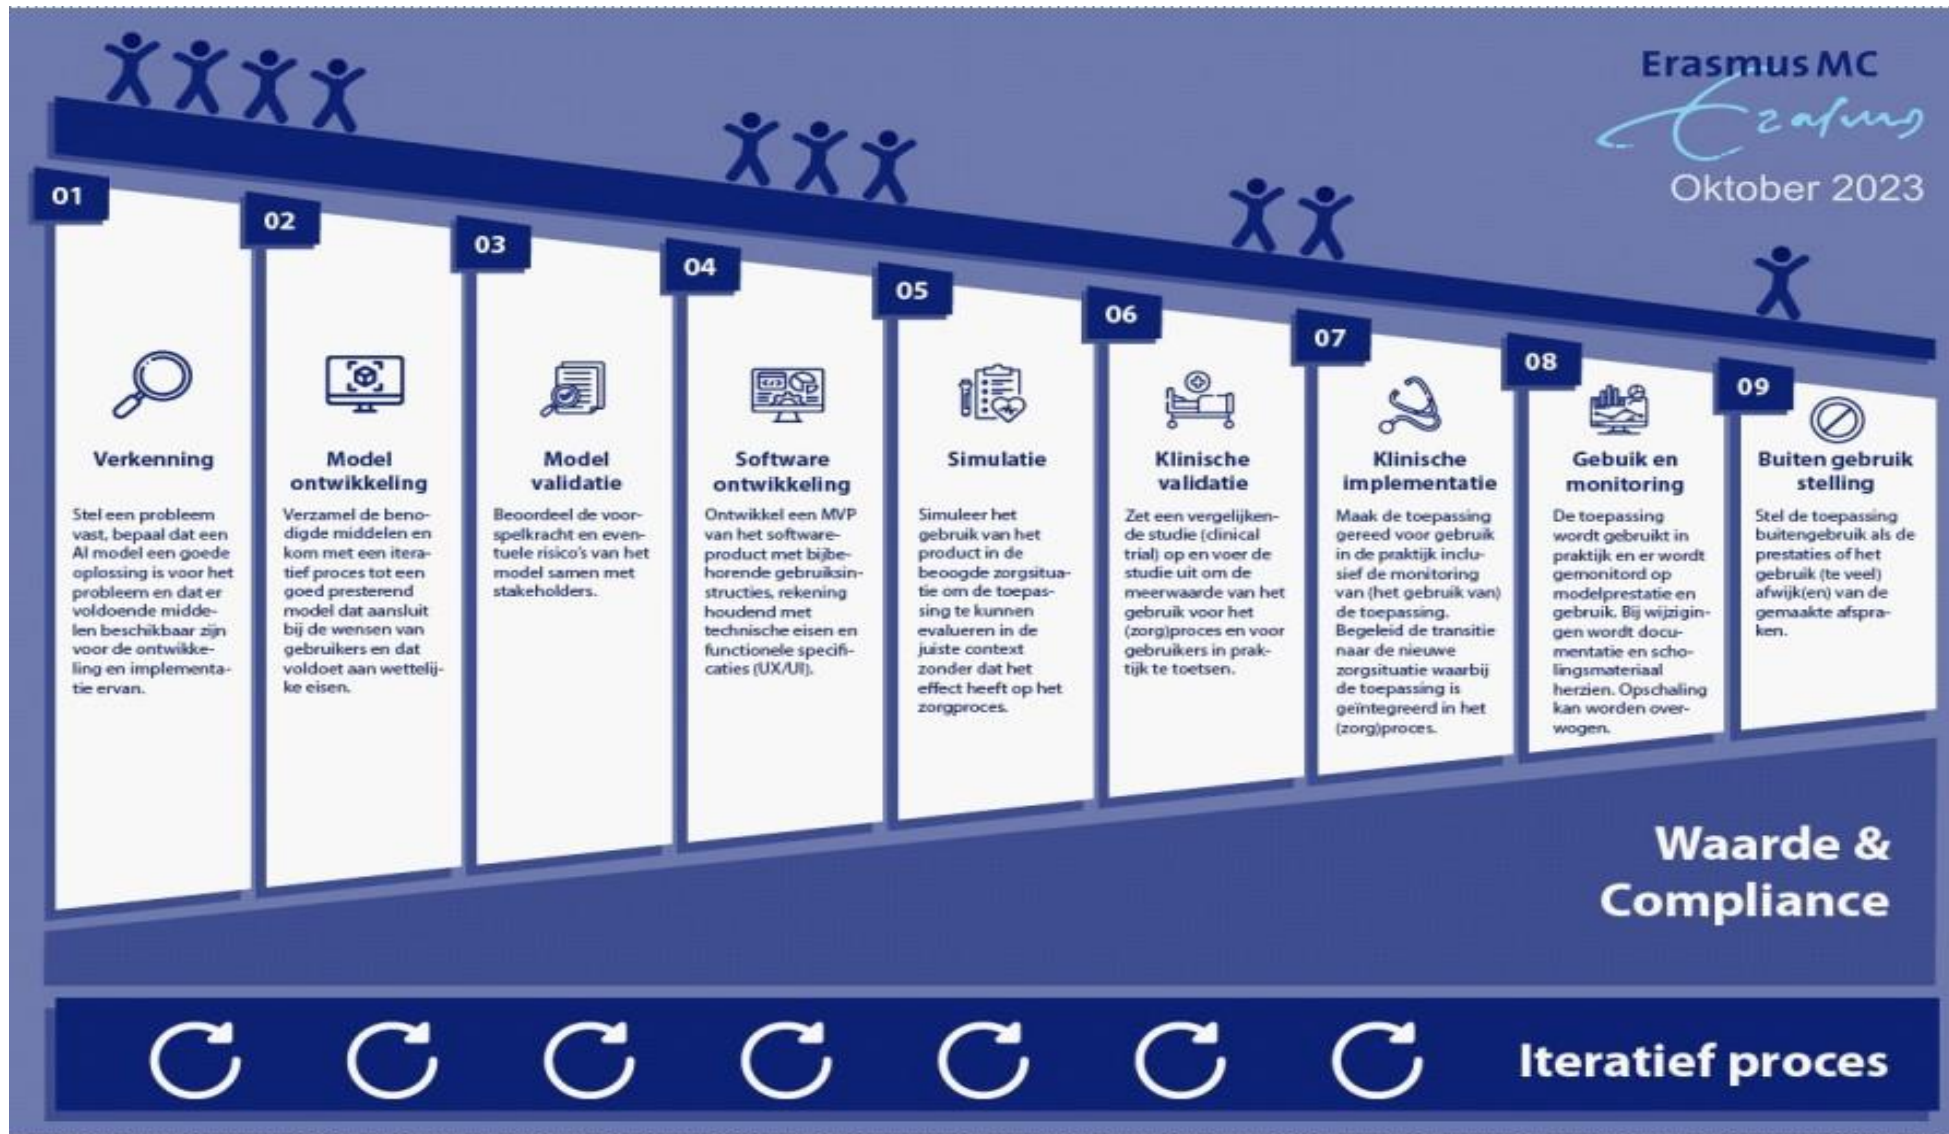 Erasmus MC
Erasmus
Oktober 2023
01
Verkenning
Stel een probleem
vast, bepaal dat een
AI model een goede
oplossing is voor het
probleem en dat er
voldoende midde-
len beschikbaar zijn
voor de ontwikke-
ling en implementa-
tie ervan.
02
Model
ontwikkeling
Verzamel de beno-
digde middelen en
kom met een itera-
tief proces tot een
goed presterend
model dat aansluit
bij de wensen van
gebruikers en dat
voldoet aan wettelij-
ke eisen.
03
Model
validatie
Beoordeel de voor-
spelkracht en even-
tuele risico's van het
model samen met
stakeholders.
04
Software
ontwikkeling
Ontwikkel een MVP
van het software-
product met bijbe-
horende gebruiksin-
structies, rekening
houdend met
technische eisen en
functionele specifi-
caties (UX/UI).
05
Simulatie
Simuleer het
gebruik van het
product in de
beoogde zorgsitua-
tie om de toepas-
sing te kunnen
evalueren in de
juiste context
zonder dat het
effect heeft op het
zorgproces.
06
Klinische
validatie
Zet een vergelijken-
de studie (clinical
trial) op en voer de
studie uit om de
meerwaarde van het
gebruik voor het
(zorg)proces en voor
gebruikers in prak-
tijk te toetsen.
07
Klinische
implementatie
Maak de toepassing
gereed voor gebruik
in de praktijk inclu-
sief de monitoring
van (het gebruik van)
de toepassing.
Begeleid de transitie
naar de nieuwe
zorgsituatie waarbij
de toepassing is
geïntegreerd in het
(zorg)proces.
08
Gebuik en
monitoring
De toepassing
wordt gebruikt in
praktijk en er wordt
gemonitord op
modelprestatie en
gebruik. Bij wijzigin-
gen wordt docu-
mentatie en scho-
lingsmateriaal
herzien. Opschaling
kan worden over-
wogen.
09
Buiten gebruik
stelling
Stel de toepassing
buitengebruik als de
prestaties of het
gebruik (te veel)
afwijk(en) van de
gemaakte afspra-
ken.
Waarde &
Compliance
Iteratief proces